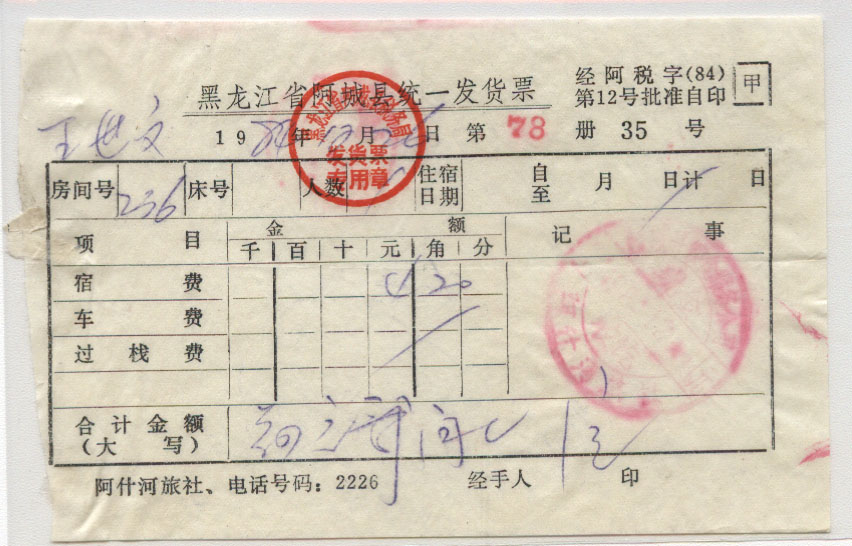 经阿税字(84)
黑龙江省阿城县统一发货票
第12号批准自印
甲
王世文
19 年 月 日 第 78 册 35 号
发货票
专用章
房间号 236 床号 人数 住宿日期 自 至 月 日计 日
项目 金额 记事
千 百 十 元 角 分
宿费 4 20
车费
过栈费
合计金额
(大写)
阿什河旅社、电话号码：2226 经手人 印